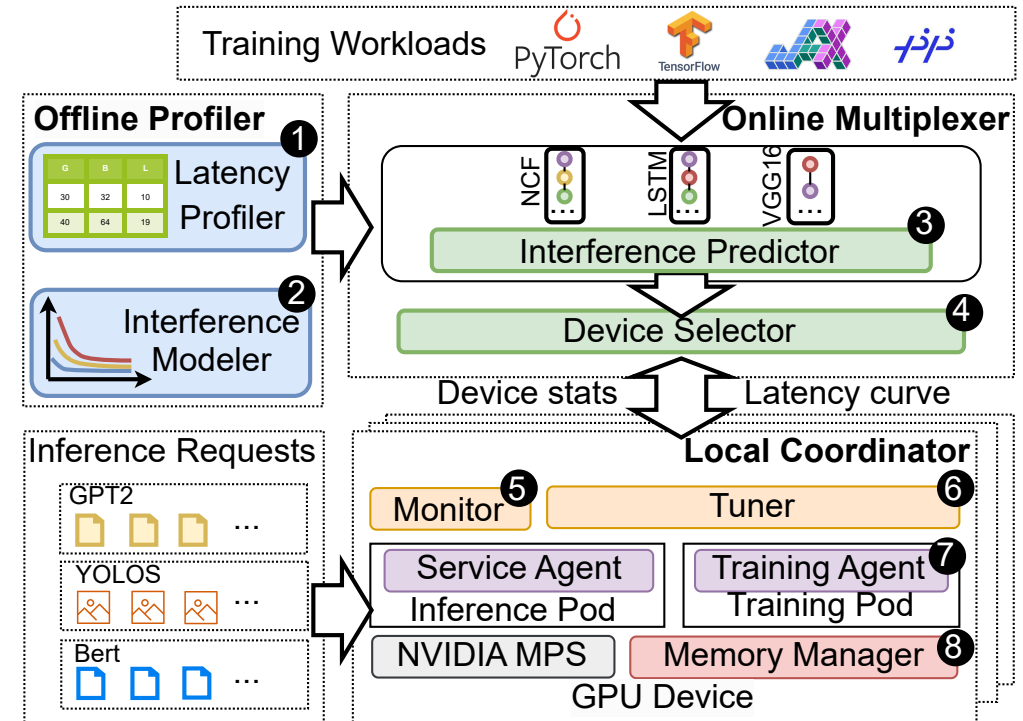 Training Workloads
PyTorch
TensorFlow
Offline Profiler
1
G B L
30 32 10
40 64 19
Latency
Profiler
2
Interference
Modeler
Online Multiplexer
NCF
...
LSTM
...
VGG16
...
Interference Predictor
3
Device Selector
4
Device stats
Latency curve
Inference Requests
GPT2
...
YOLOS
...
Bert
...
Local Coordinator
Monitor
5
Tuner
6
Service Agent
Inference Pod
Training Agent
7
Training Pod
NVIDIA MPS
Memory Manager
8
GPU Device